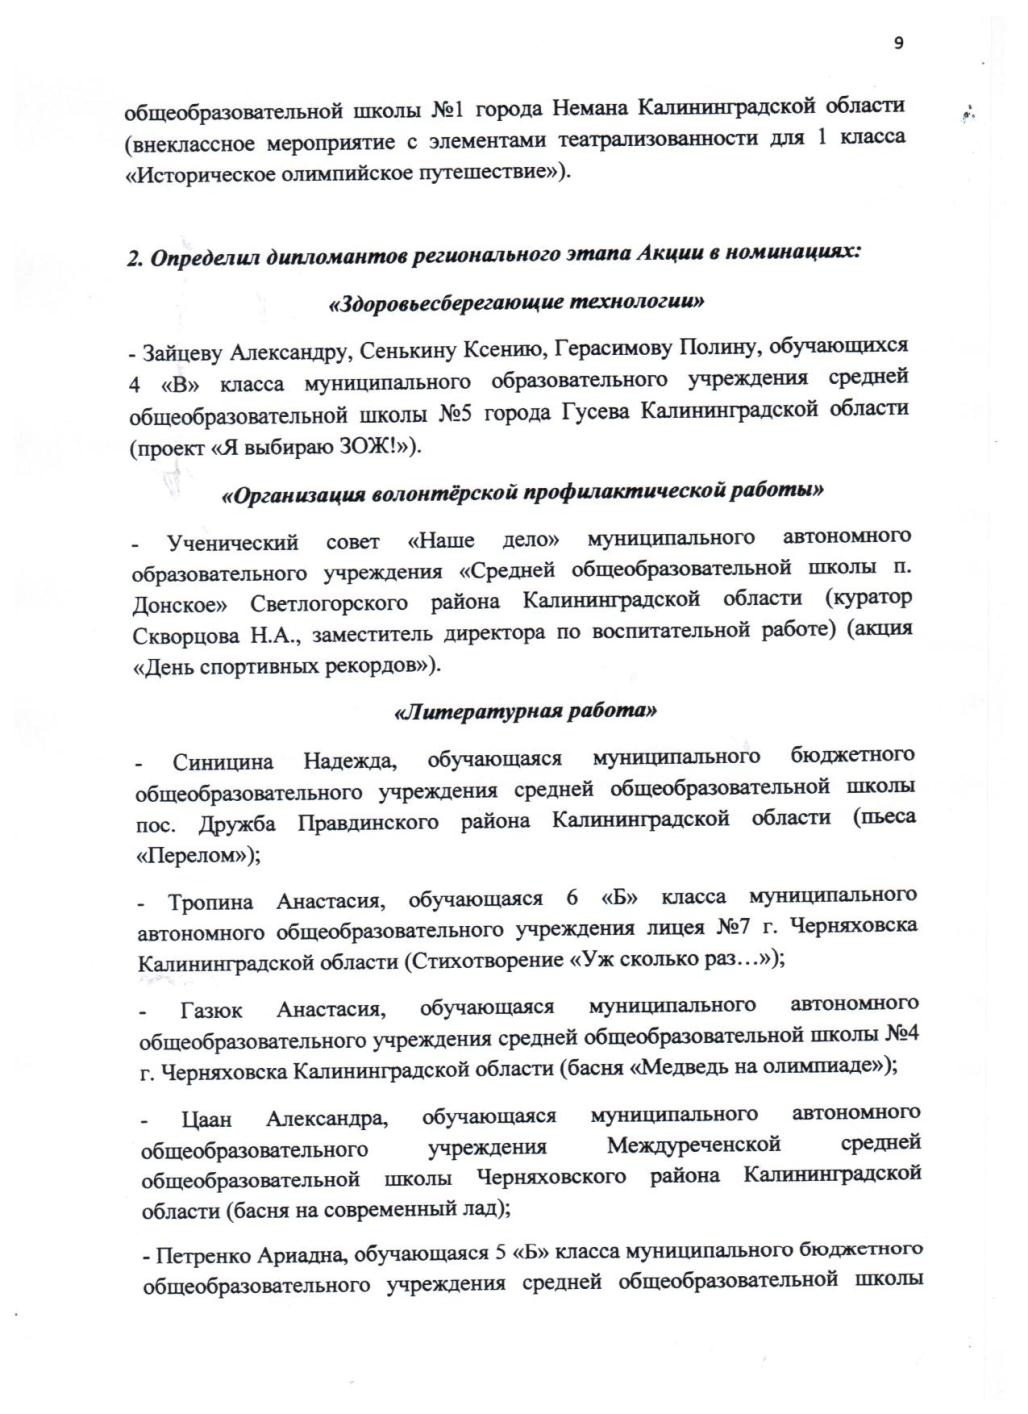 9
общеобразовательной школы №1 города Немана Калининградской области
(внеклассное мероприятие с элементами театрализованности для 1 класса
«Историческое олимпийское путешествие»).
2. Определил дипломантов регионального этапа Акции в номинациях:
«Здоровьесберегающие технологии»
- Зайцеву Александру, Сенькину Ксению, Герасимову Полину, обучающихся
4 «В» класса муниципального образовательного учреждения средней
общеобразовательной школы №5 города Гусева Калининградской области
(проект «Я выбираю ЗОЖ!»).
«Организация волонтёрской профилактической работы»
- Ученический совет «Наше дело» муниципального автономного
образовательного учреждения «Средней общеобразовательной школы п.
Донское» Светлогорского района Калининградской области (куратор
Скворцова Н.А., заместитель директора по воспитательной работе) (акция
«День спортивных рекордов»).
«Литературная работа»
- Синицина Надежда, обучающаяся муниципального бюджетного
общеобразовательного учреждения средней общеобразовательной школы
пос. Дружба Правдинского района Калининградской области (пьеса
«Перелом»);
- Тропина Анастасия, обучающаяся 6 «Б» класса муниципального
автономного общеобразовательного учреждения лицея №7 г. Черняховска
Калининградской области (Стихотворение «Уж сколько раз…»);
- Газюк Анастасия, обучающаяся муниципального автономного
общеобразовательного учреждения средней общеобразовательной школы №4
г. Черняховска Калининградской области (басня «Медведь на олимпиаде»);
- Цаан Александра, обучающаяся муниципального автономного
общеобразовательного учреждения Междуреченской средней
общеобразовательной школы Черняховского района Калининградской
области (басня на современный лад);
- Петренко Ариадна, обучающаяся 5 «Б» класса муниципального бюджетного
общеобразовательного учреждения средней общеобразовательной школы